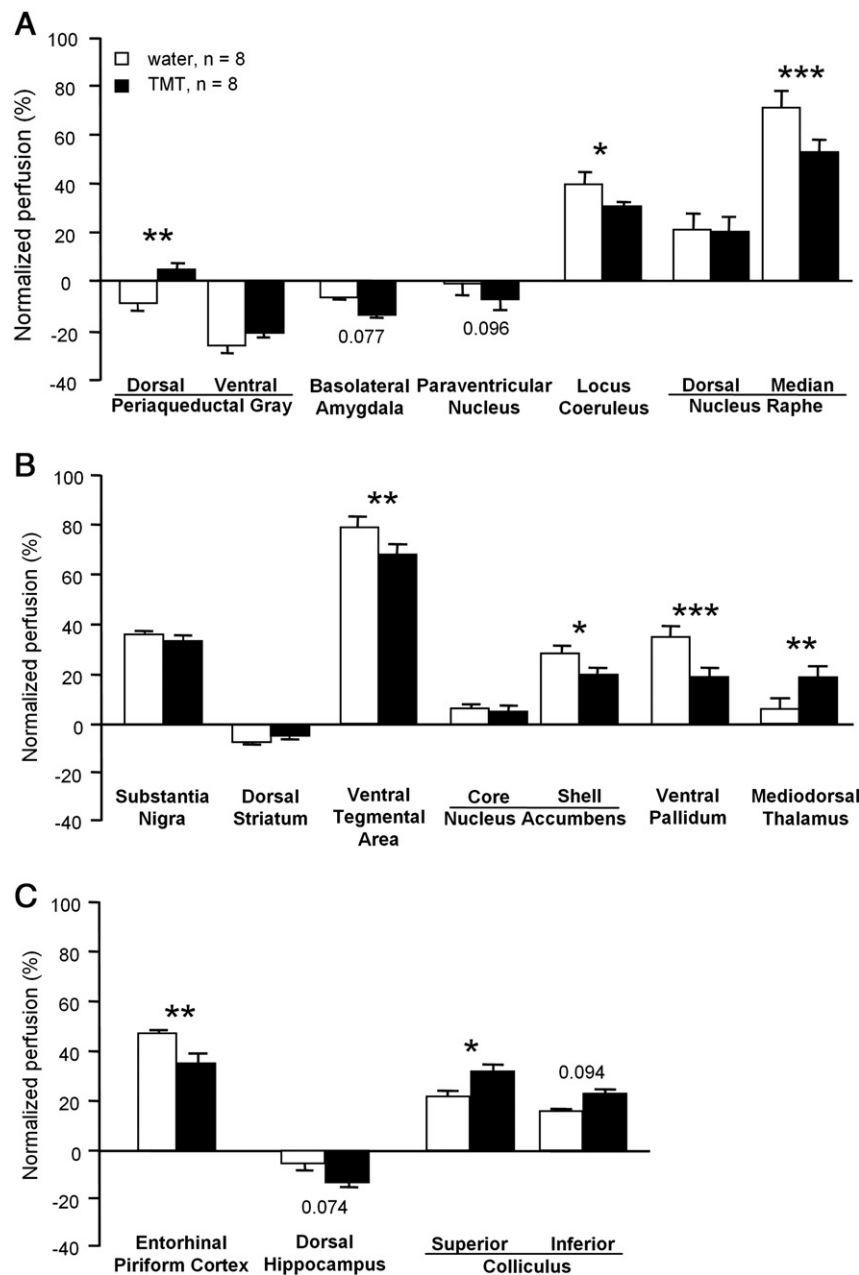 A
Normalized perfusion (%)
100
80
60
40
20
0
-20
-40
water, n = 8
TMT, n = 8
**
0.077
0.096
*
***
Dorsal Ventral
Periaqueductal Gray
Basolateral
Amygdala
Paraventricular
Nucleus
Locus
Coeruleus
Dorsal Median
Nucleus Raphe
B
Normalized perfusion (%)
100
80
60
40
20
0
-20
-40
**
*
***
**
Substantia
Nigra
Dorsal
Striatum
Ventral
Tegmental
Area
Core Shell
Nucleus Accumbens
Ventral
Pallidum
Mediodorsal
Thalamus
C
Normalized perfusion (%)
100
80
60
40
20
0
-20
-40
**
0.074
*
0.094
Entorhinal
Piriform Cortex
Dorsal
Hippocampus
Superior Inferior
Colliculus